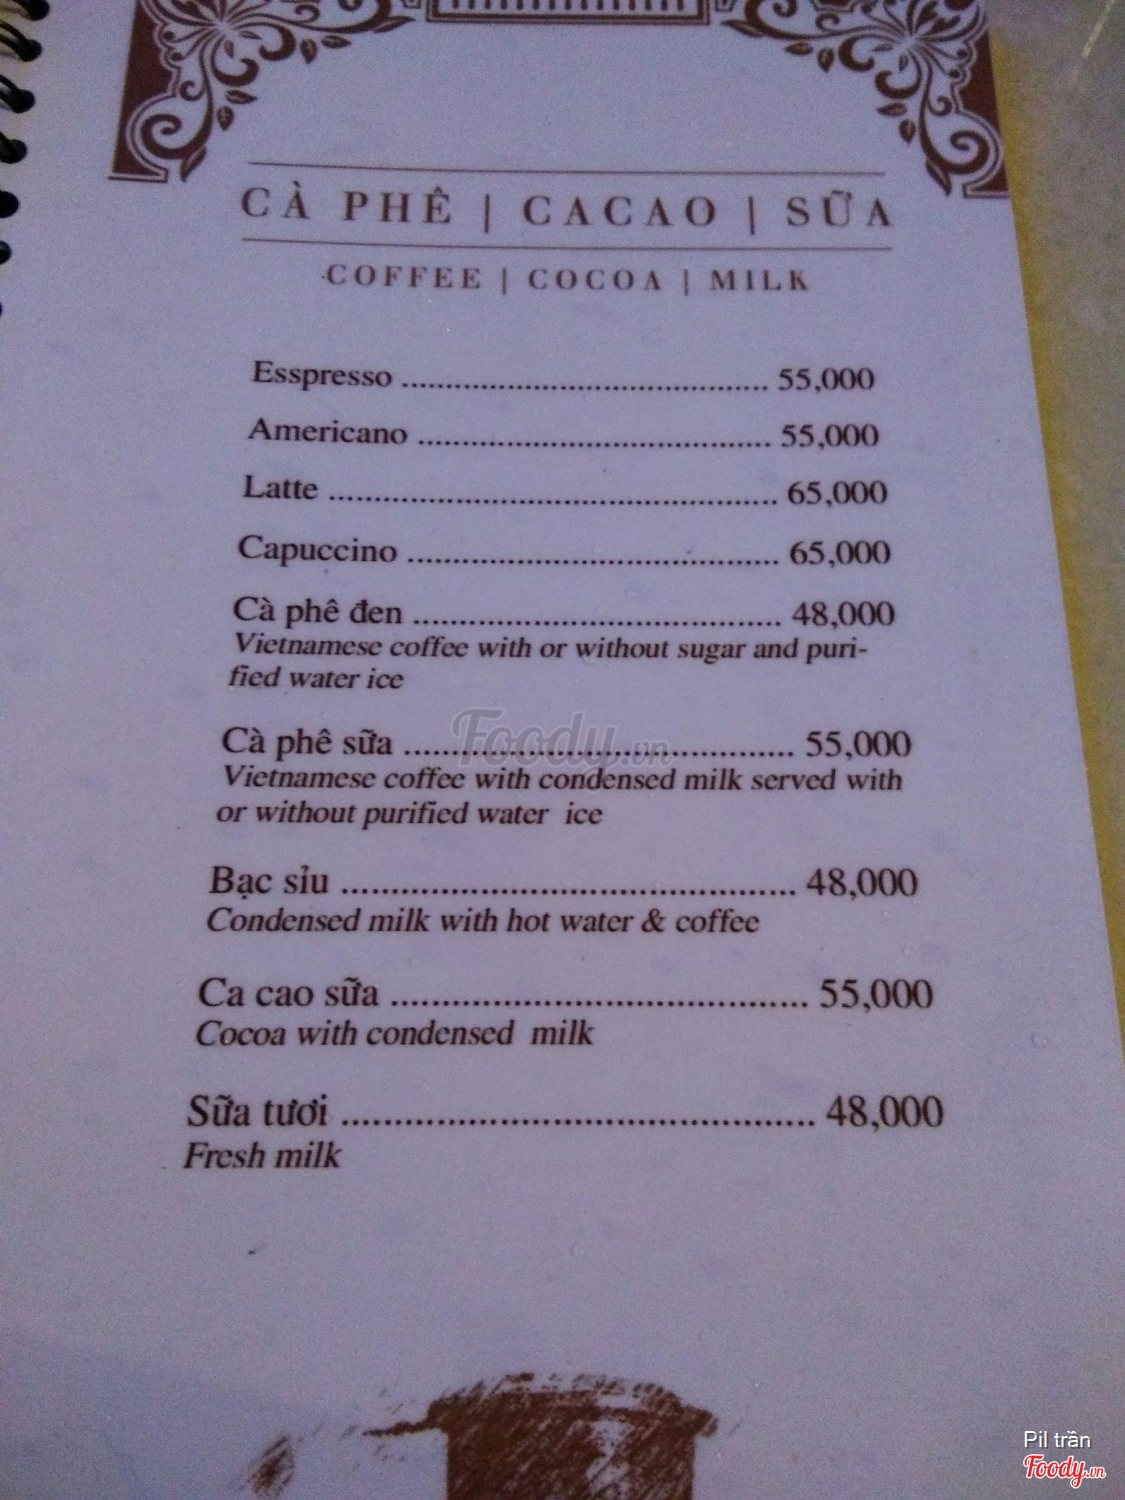 CÀ PHÊ | CACAO | SỮA
COFFEE | COCOA | MILK
Esspresso ........................................ 55,000
Americano ...................................... 55,000
Latte ................................................ 65,000
Capuccino ........................................ 65,000
Cà phê đen ........................................ 48,000
Vietnamese coffee with or without sugar and puri-
fied water ice
Cà phê sữa .......................................... 55,000
Vietnamese coffee with condensed milk served with
or without purified water ice
Bạc sỉu ............................................. 48,000
Condensed milk with hot water & coffee
Ca cao sữa ......................................... 55,000
Cocoa with condensed milk
Sữa tươi .............................................. 48,000
Fresh milk
Foody.vn
Pil trần
Foody.vn